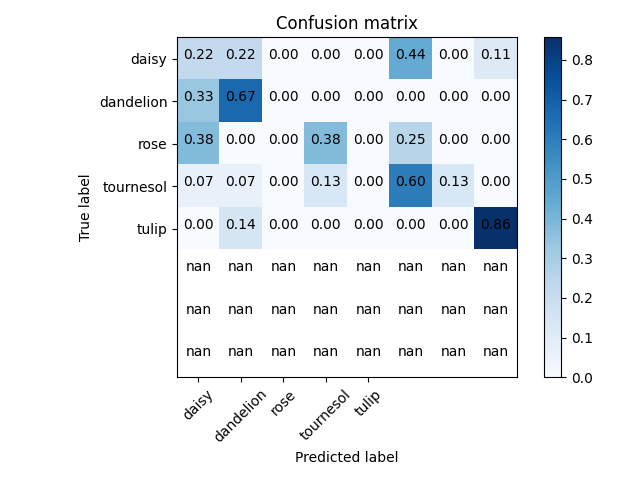 Confusion matrix
True label
daisy 0.22 0.22 0.00 0.00 0.00 0.44 0.00 0.11
dandelion 0.33 0.67 0.00 0.00 0.00 0.00 0.00 0.00
rose 0.38 0.00 0.00 0.38 0.00 0.25 0.00 0.00
tournesol 0.07 0.07 0.00 0.13 0.00 0.60 0.13 0.00
tulip 0.00 0.14 0.00 0.00 0.00 0.00 0.00 0.86
nan nan nan nan nan nan nan nan
nan nan nan nan nan nan nan nan
nan nan nan nan nan nan nan nan
daisy dandelion rose tournesol tulip
Predicted label
0.8
0.7
0.6
0.5
0.4
0.3
0.2
0.1
0.0